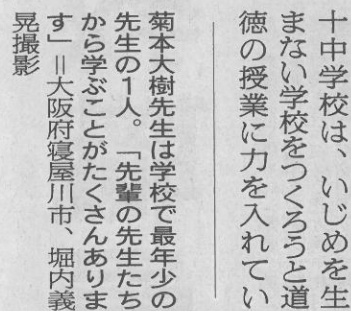 十中学校は、いじめを生
まない学校をつくろうと道
徳の授業に力を入れてい
菊本大樹先生は学校で最年少の
先生の1人。「先輩の先生たち
から学ぶことがたくさんありま
す」＝大阪府寝屋川市、堀内義
晃撮影